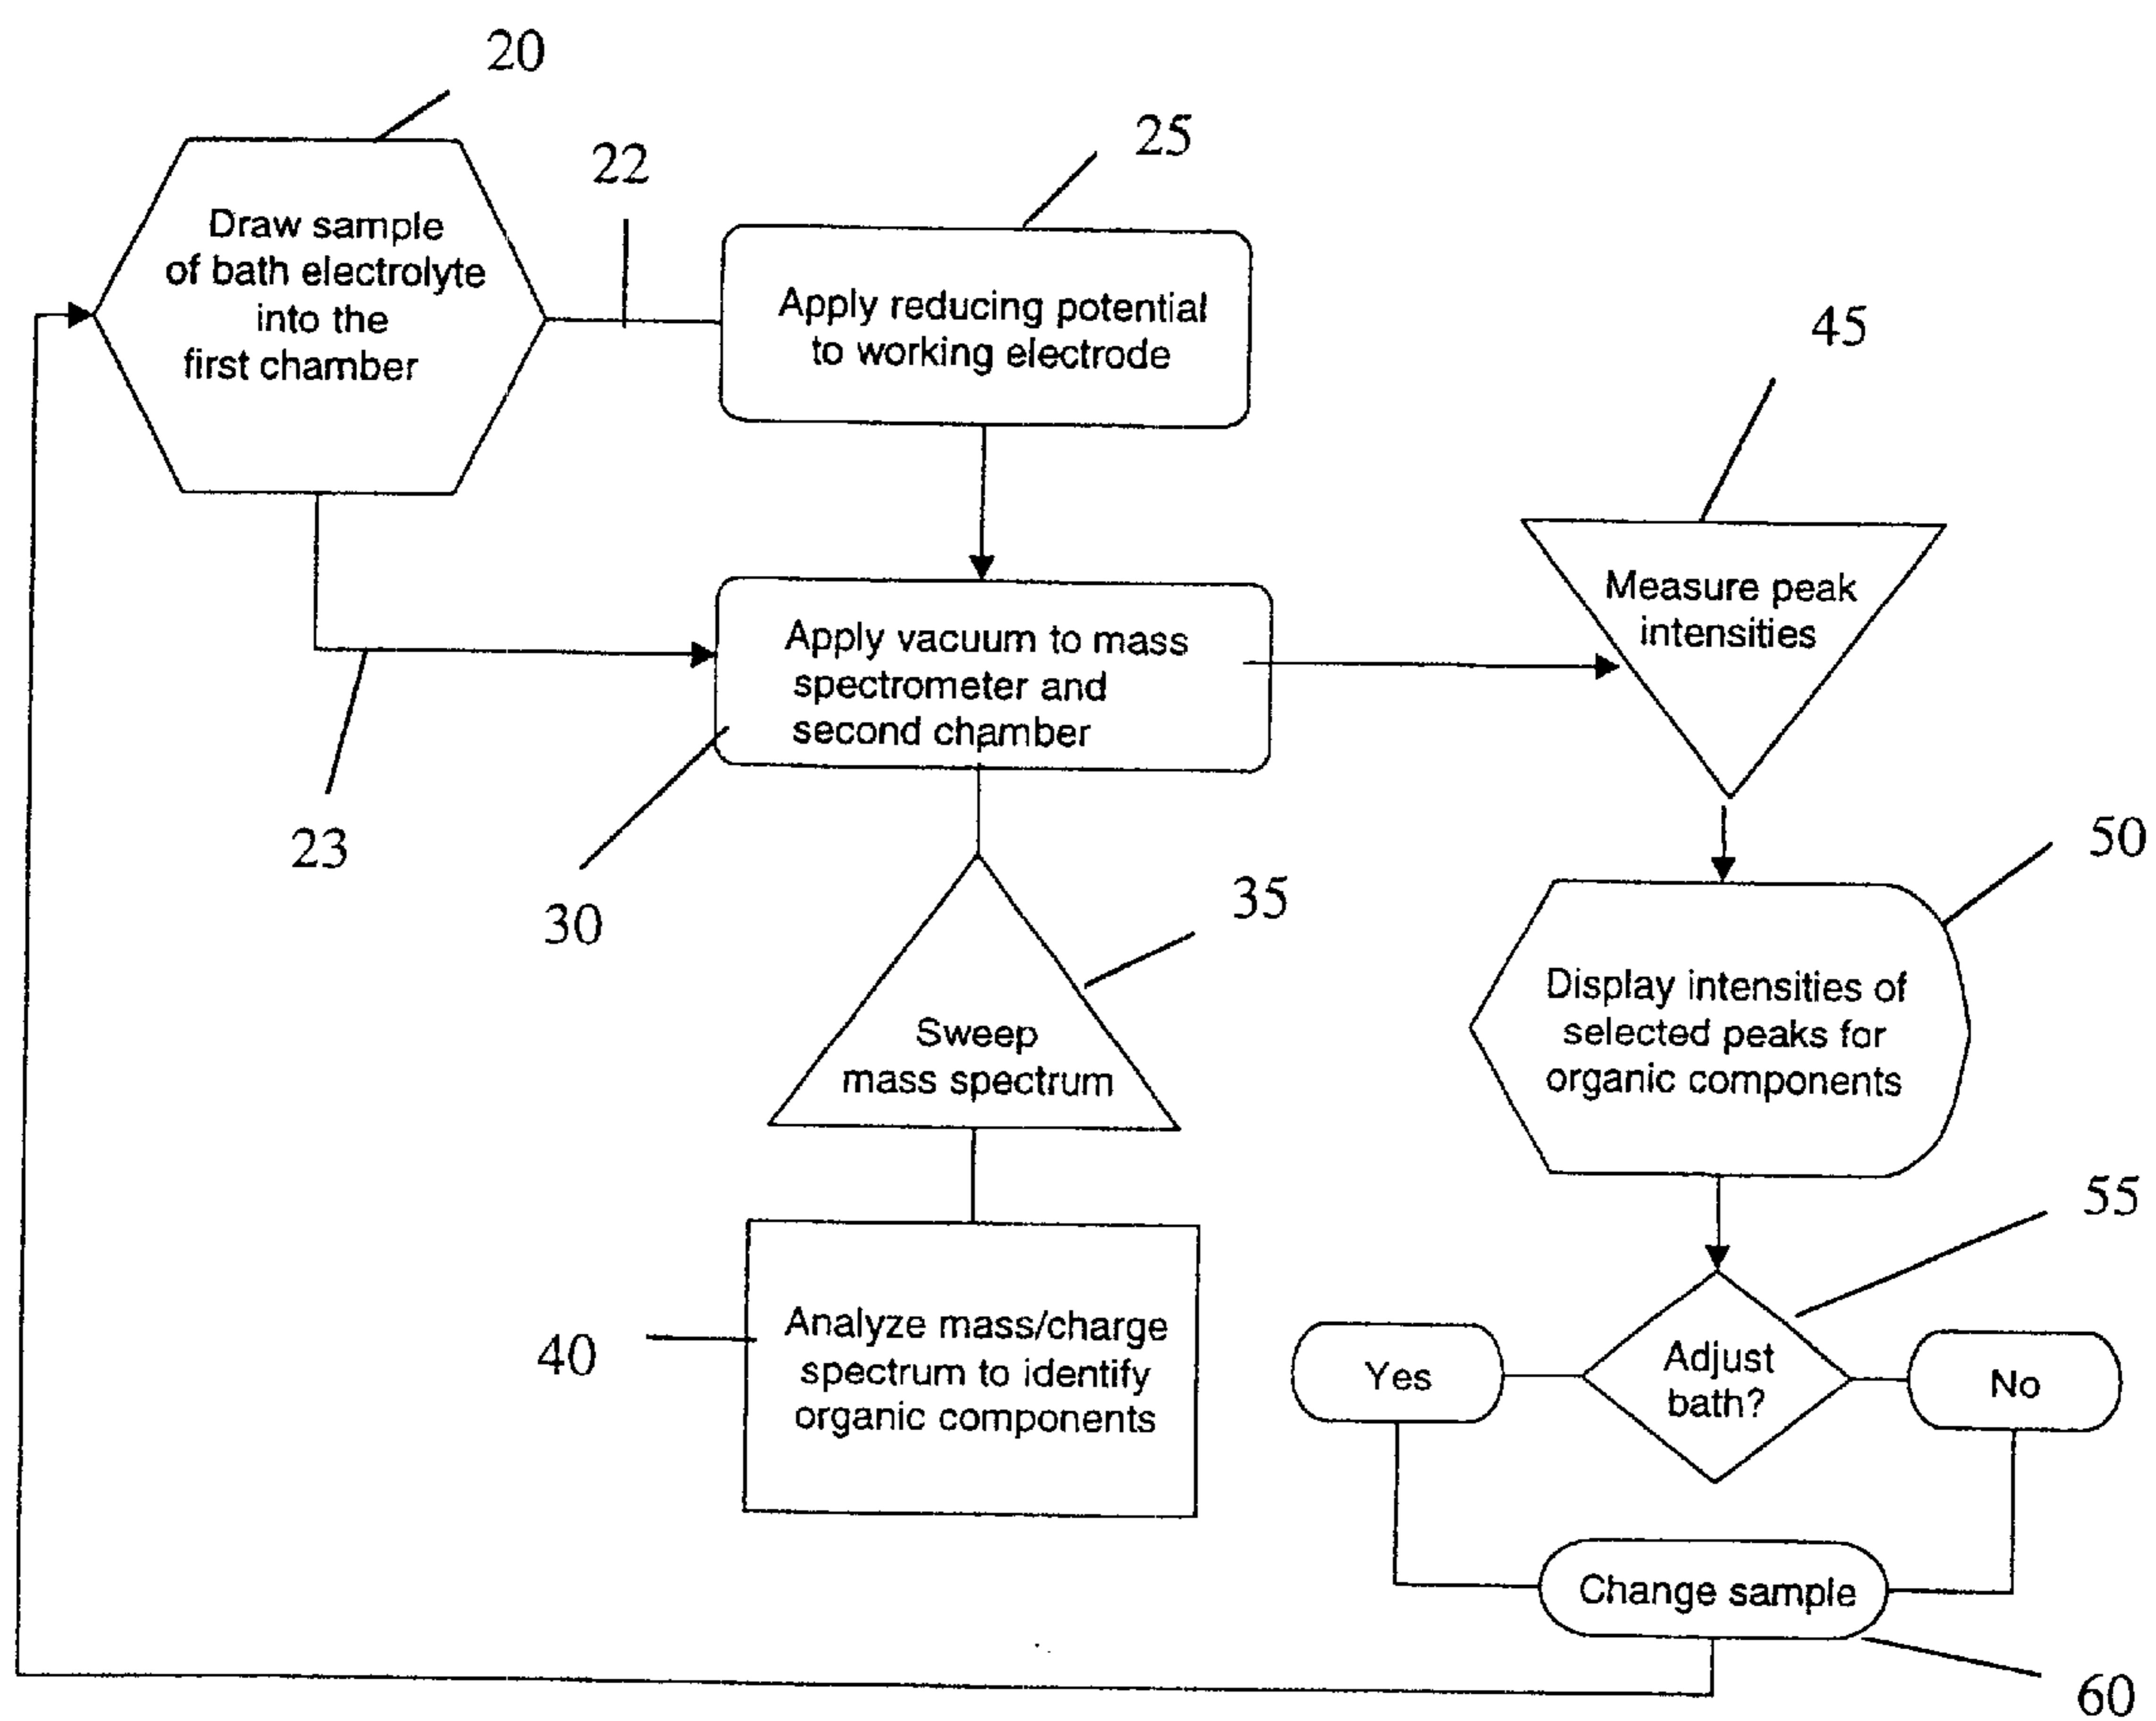 20
22
25
Draw sample
of bath electrolyte
into the
first chamber
Apply reducing potential
to working electrode
45
Measure peak
intensities
Apply vacuum to mass
spectrometer and
second chamber
23
30
35
50
Sweep
mass spectrum
Display intensities of
selected peaks for
organic components
55
40
Analyze mass/charge
spectrum to identify
organic components
Yes
Adjust
bath?
No
Change sample
60